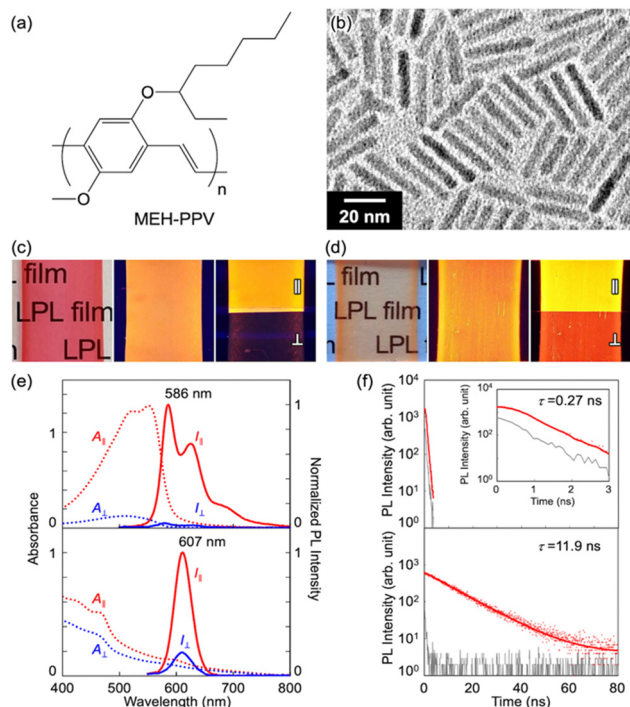 (a)
O
O
n
MEH-PPV
(b)
20 nm
(c)
film
LPL film
LPL
||
⊥
(d)
film
LPL film
LPL
||
⊥
(e)
586 nm
A||
I||
A⊥
I⊥
607 nm
A||
I||
A⊥
I⊥
Absorbance
Normalized PL Intensity
1
0
1
0
1
0
1
0
400 500 600 700 800
Wavelength (nm)
(f)
PL Intensity (arb. unit)
10⁴
10³
10²
10¹
10⁰
τ=0.27 ns
PL Intensity (arb. unit)
10⁴
10²
10⁰
0 1 2 3
Time (ns)
τ=11.9 ns
PL Intensity (arb. unit)
10³
10²
10¹
10⁰
0 20 40 60 80
Time (ns)